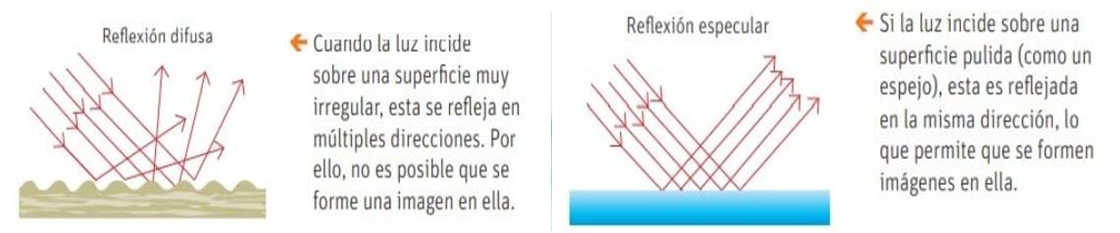 Reflexión difusa
Cuando la luz incide
sobre una superficie muy
irregular, esta se refleja en
múltiples direcciones. Por
ello, no es posible que se
forme una imagen en ella.
Reflexión especular
Si la luz incide sobre una
superficie pulida (como un
espejo), esta es reflejada
en la misma dirección, lo
que permite que se formen
imágenes en ella.